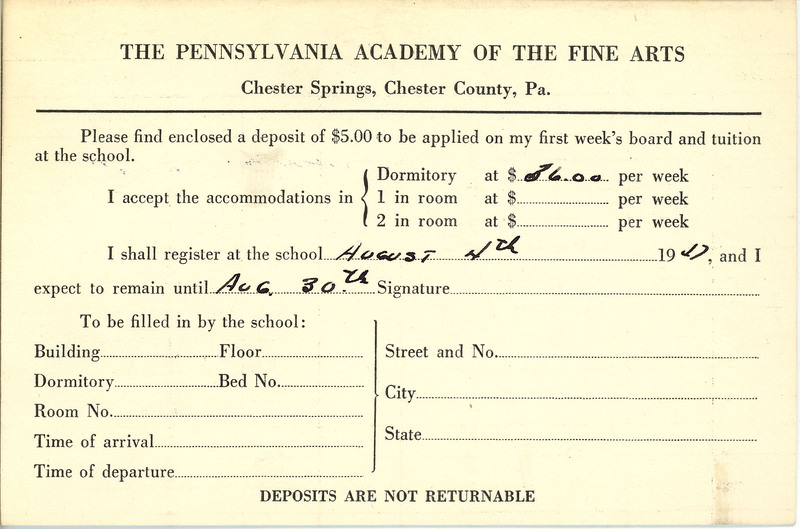 THE PENNSYLVANIA ACADEMY OF THE FINE ARTS
Chester Springs, Chester County, Pa.
Please find enclosed a deposit of $5.00 to be applied on my first week's board and tuition
at the school.
I accept the accommodations in
Dormitory at $ 36.00 per week
1 in room at $ per week
2 in room at $ per week
I shall register at the school August 4th 19 , and I
expect to remain until Aug. 30th Signature
To be filled in by the school:
Building Floor
Dormitory Bed No.
Room No.
Time of arrival
Time of departure
Street and No.
City
State
DEPOSITS ARE NOT RETURNABLE